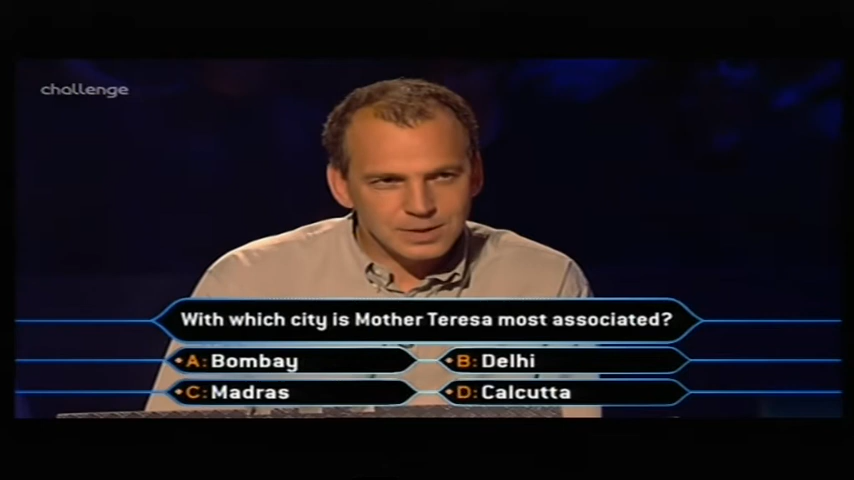 challenge
With which city is Mother Teresa most associated?
A: Bombay
B: Delhi
C: Madras
D: Calcutta